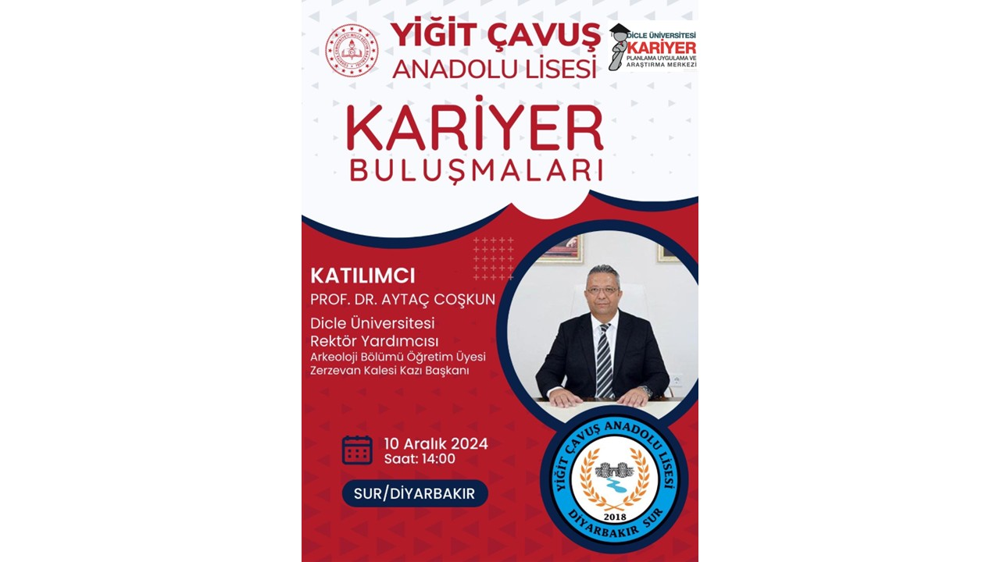 YİĞİT ÇAVUŞ
ANADOLU LİSESİ
DİCLE ÜNİVERSİTESİ
KARİYER
PLANLAMA UYGULAMA VE
ARAŞTIRMA MERKEZİ
KARİYER
BULUŞMALARI
KATILIMCI
PROF. DR. AYTAÇ COŞKUN
Dicle Üniversitesi
Rektör Yardımcısı
Arkeoloji Bölümü Öğretim Üyesi
Zerzevan Kalesi Kazı Başkanı
10 Aralık 2024
Saat: 14:00
SUR/DİYARBAKIR
YİĞİT ÇAVUŞ ANADOLU LİSESİ
2018
DİYARBAKIR SUR